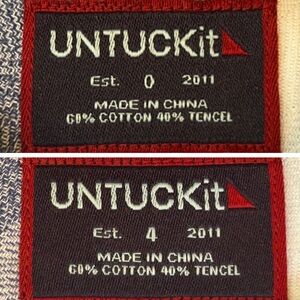 UNTUCKit
Est. 0 2011
MADE IN CHINA
60% COTTON 40% TENCEL
UNTUCKit
Est. 4 2011
MADE IN CHINA
60% COTTON 40% TENCEL